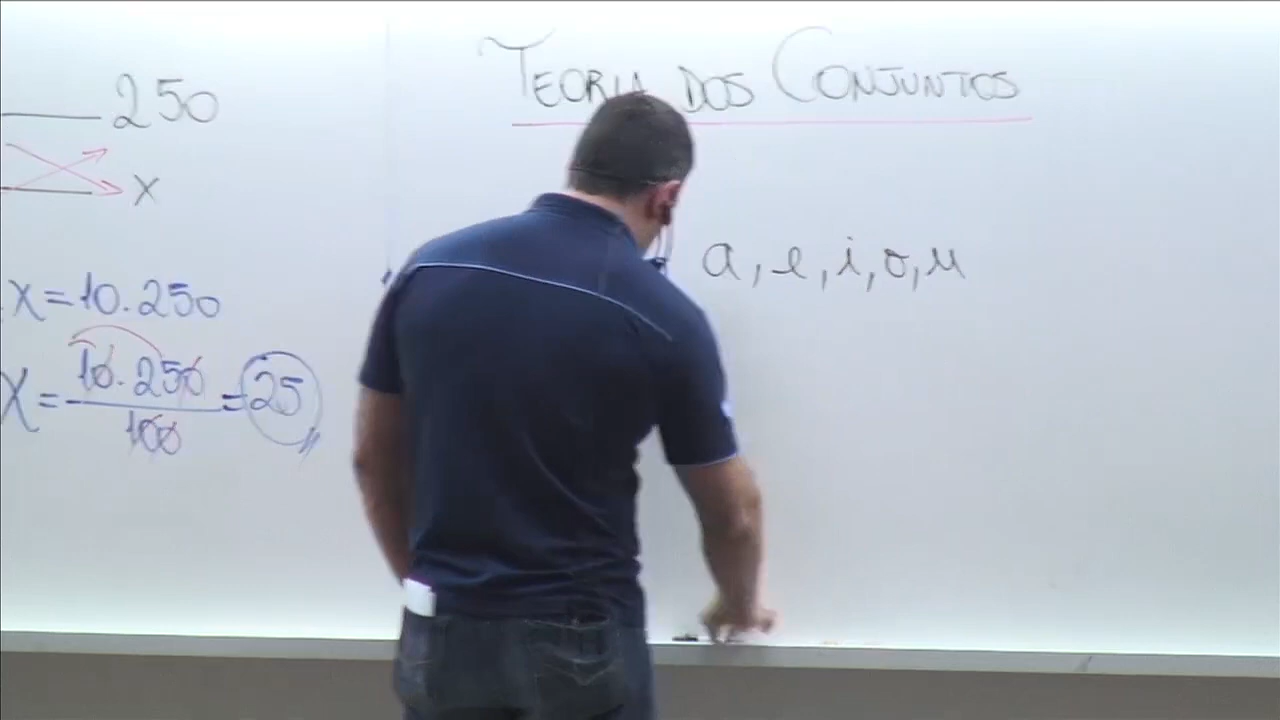 250
x
x=10.250
x=10.250/100=25
TEORIA DOS CONJUNTOS
a,e,i,o,u